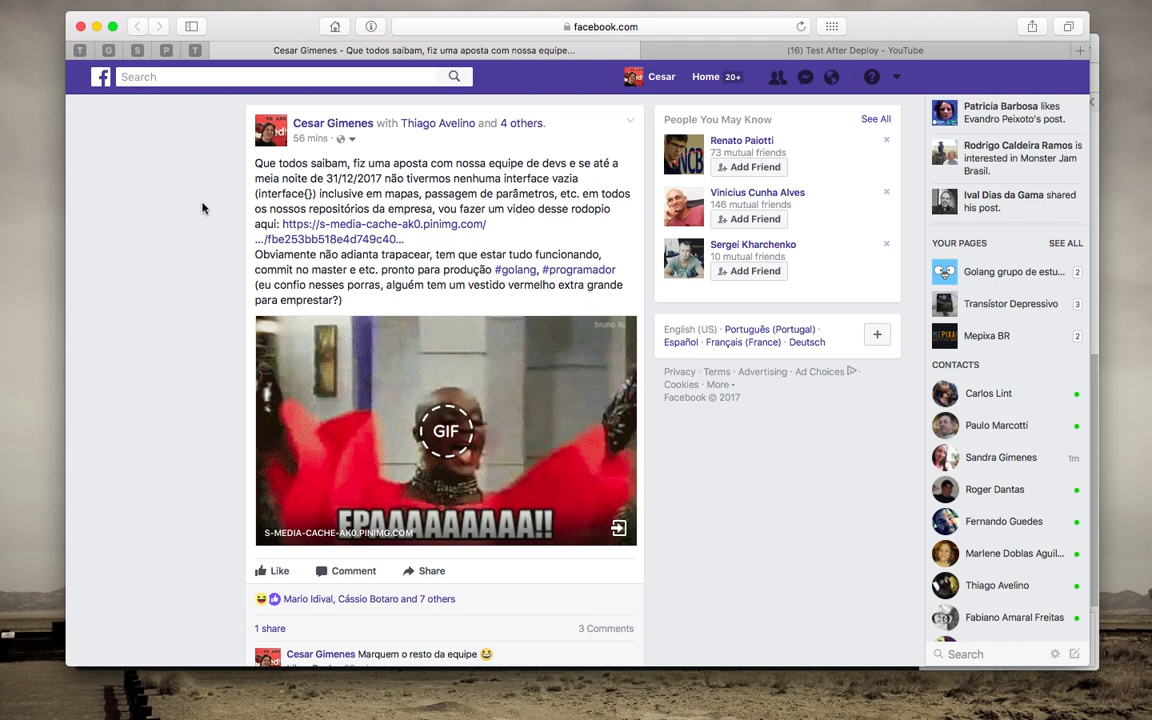 facebook.com
T
G
S
P
T
Cesar Gimenes - Que todos saibam, fiz uma aposta com nossa equipe...
(16) Test After Deploy - YouTube
Search
Cesar
Home 20+
Cesar Gimenes with Thiago Avelino and 4 others.
56 mins ·
Que todos saibam, fiz uma aposta com nossa equipe de devs e se até a
meia noite de 31/12/2017 não tivermos nenhuma interface vazia
(interface{}) inclusive em mapas, passagem de parâmetros, etc. em todos
os nossos repositórios da empresa, vou fazer um video desse rodopio
aqui: https://s-media-cache-ak0.pinimg.com/
.../fbe253bb518e4d749c40...
Obviamente não adianta trapacear, tem que estar tudo funcionando,
commit no master e etc. pronto para produção #golang, #programador
(eu confio nesses porras, alguém tem um vestido vermelho extra grande
para emprestar?)
GIF
EPAAAAAAAAA!!
S-MEDIA-CACHE-AK0.PINIMG.COM
Like
Comment
Share
Mario Idival, Cássio Botaro and 7 others
1 share
3 Comments
Cesar Gimenes Marquem o resto da equipe
People You May Know
See All
Renato Paiotti
73 mutual friends
Add Friend
Vinicius Cunha Alves
146 mutual friends
Add Friend
Sergei Kharchenko
10 mutual friends
Add Friend
English (US) · Português (Portugal) ·
Español · Français (France) · Deutsch
Privacy · Terms · Advertising · Ad Choices ·
Cookies · More
Facebook © 2017
Patricia Barbosa likes
Evandro Peixoto's post.
Rodrigo Caldeira Ramos is
interested in Monster Jam
Brasil.
Ival Dias da Gama shared
his post.
YOUR PAGES
SEE ALL
Golang grupo de estu... 2
Transístor Depressivo 3
Mepixa BR 2
CONTACTS
Carlos Lint
Paulo Marcotti
Sandra Gimenes 1m
Roger Dantas
Fernando Guedes
Marlene Doblas Aguil...
Thiago Avelino
Fabiano Amaral Freitas
Search